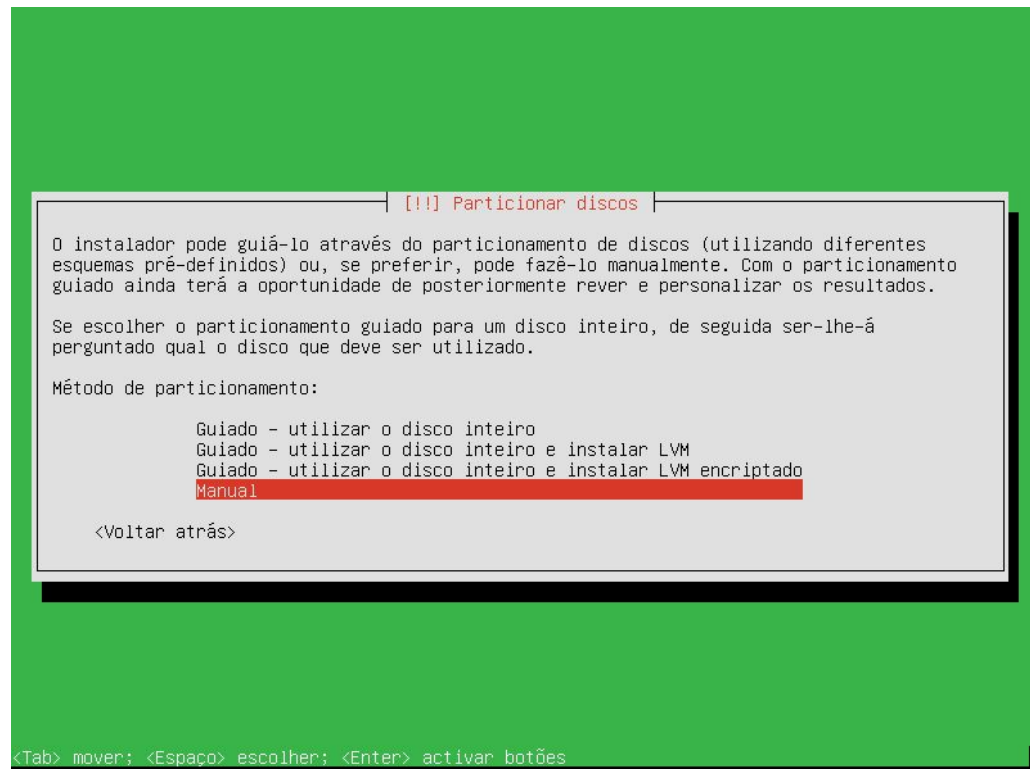 [!!] Particionar discos
O instalador pode guiá-lo através do particionamento de discos (utilizando diferentes
esquemas pré-definidos) ou, se preferir, pode fazê-lo manualmente. Com o particionamento
guiado ainda terá a oportunidade de posteriormente rever e personalizar os resultados.
Se escolher o particionamento guiado para um disco inteiro, de seguida ser-lhe-á
perguntado qual o disco que deve ser utilizado.
Método de particionamento:
Guiado - utilizar o disco inteiro
Guiado - utilizar o disco inteiro e instalar LVM
Guiado - utilizar o disco inteiro e instalar LVM encriptado
Manual
<Voltar atrás>
<Tab> mover; <Espaço> escolher; <Enter> activar botões